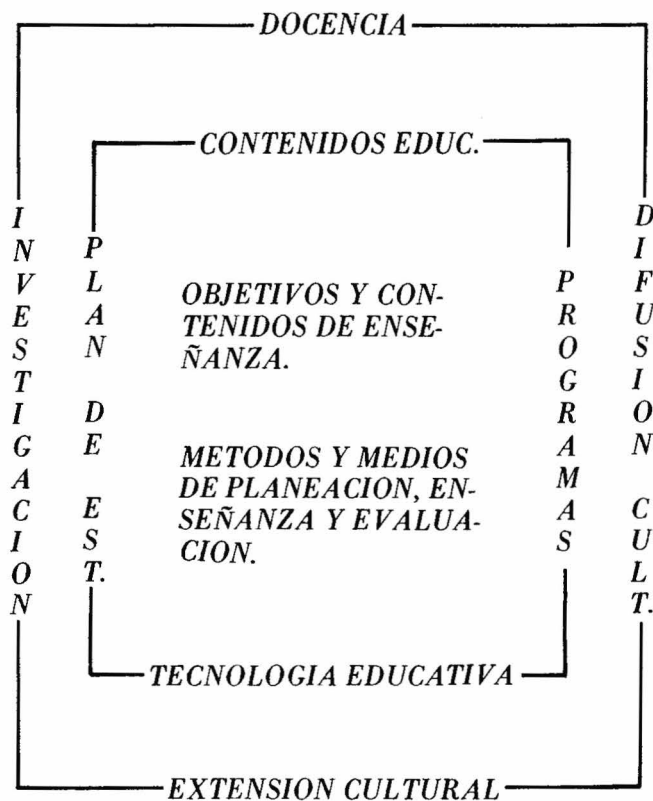 DOCENCIA
CONTENIDOS EDUC.
INVESTIGACION
PLAN DE EST.
OBJETIVOS Y CON-
TENIDOS DE ENSE-
ÑANZA.
METODOS Y MEDIOS
DE PLANEACION, EN-
SEÑANZA Y EVALUA-
CION.
PROGRAMAS
DIFUSION CULT.
TECNOLOGIA EDUCATIVA
EXTENSION CULTURAL